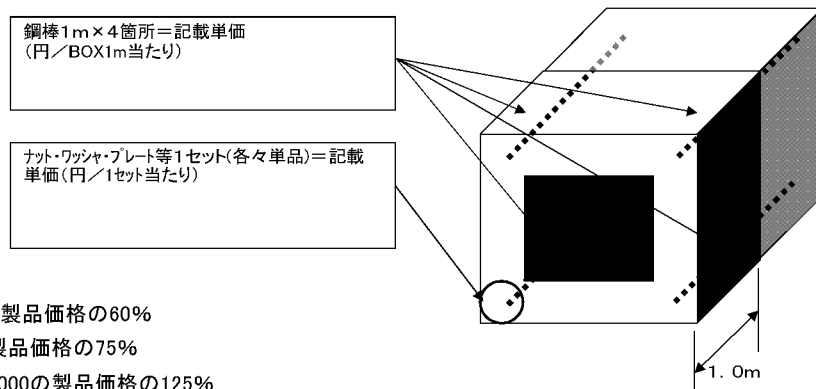 鋼棒1m×4箇所=記載単価
(円/BOX1m当たり)
ナット・ワッシャ・プレート等1セット(各々単品)=記載
単価(円/1セット当たり)
製品価格の60%
製品価格の75%
000の製品価格の125%
1.0m